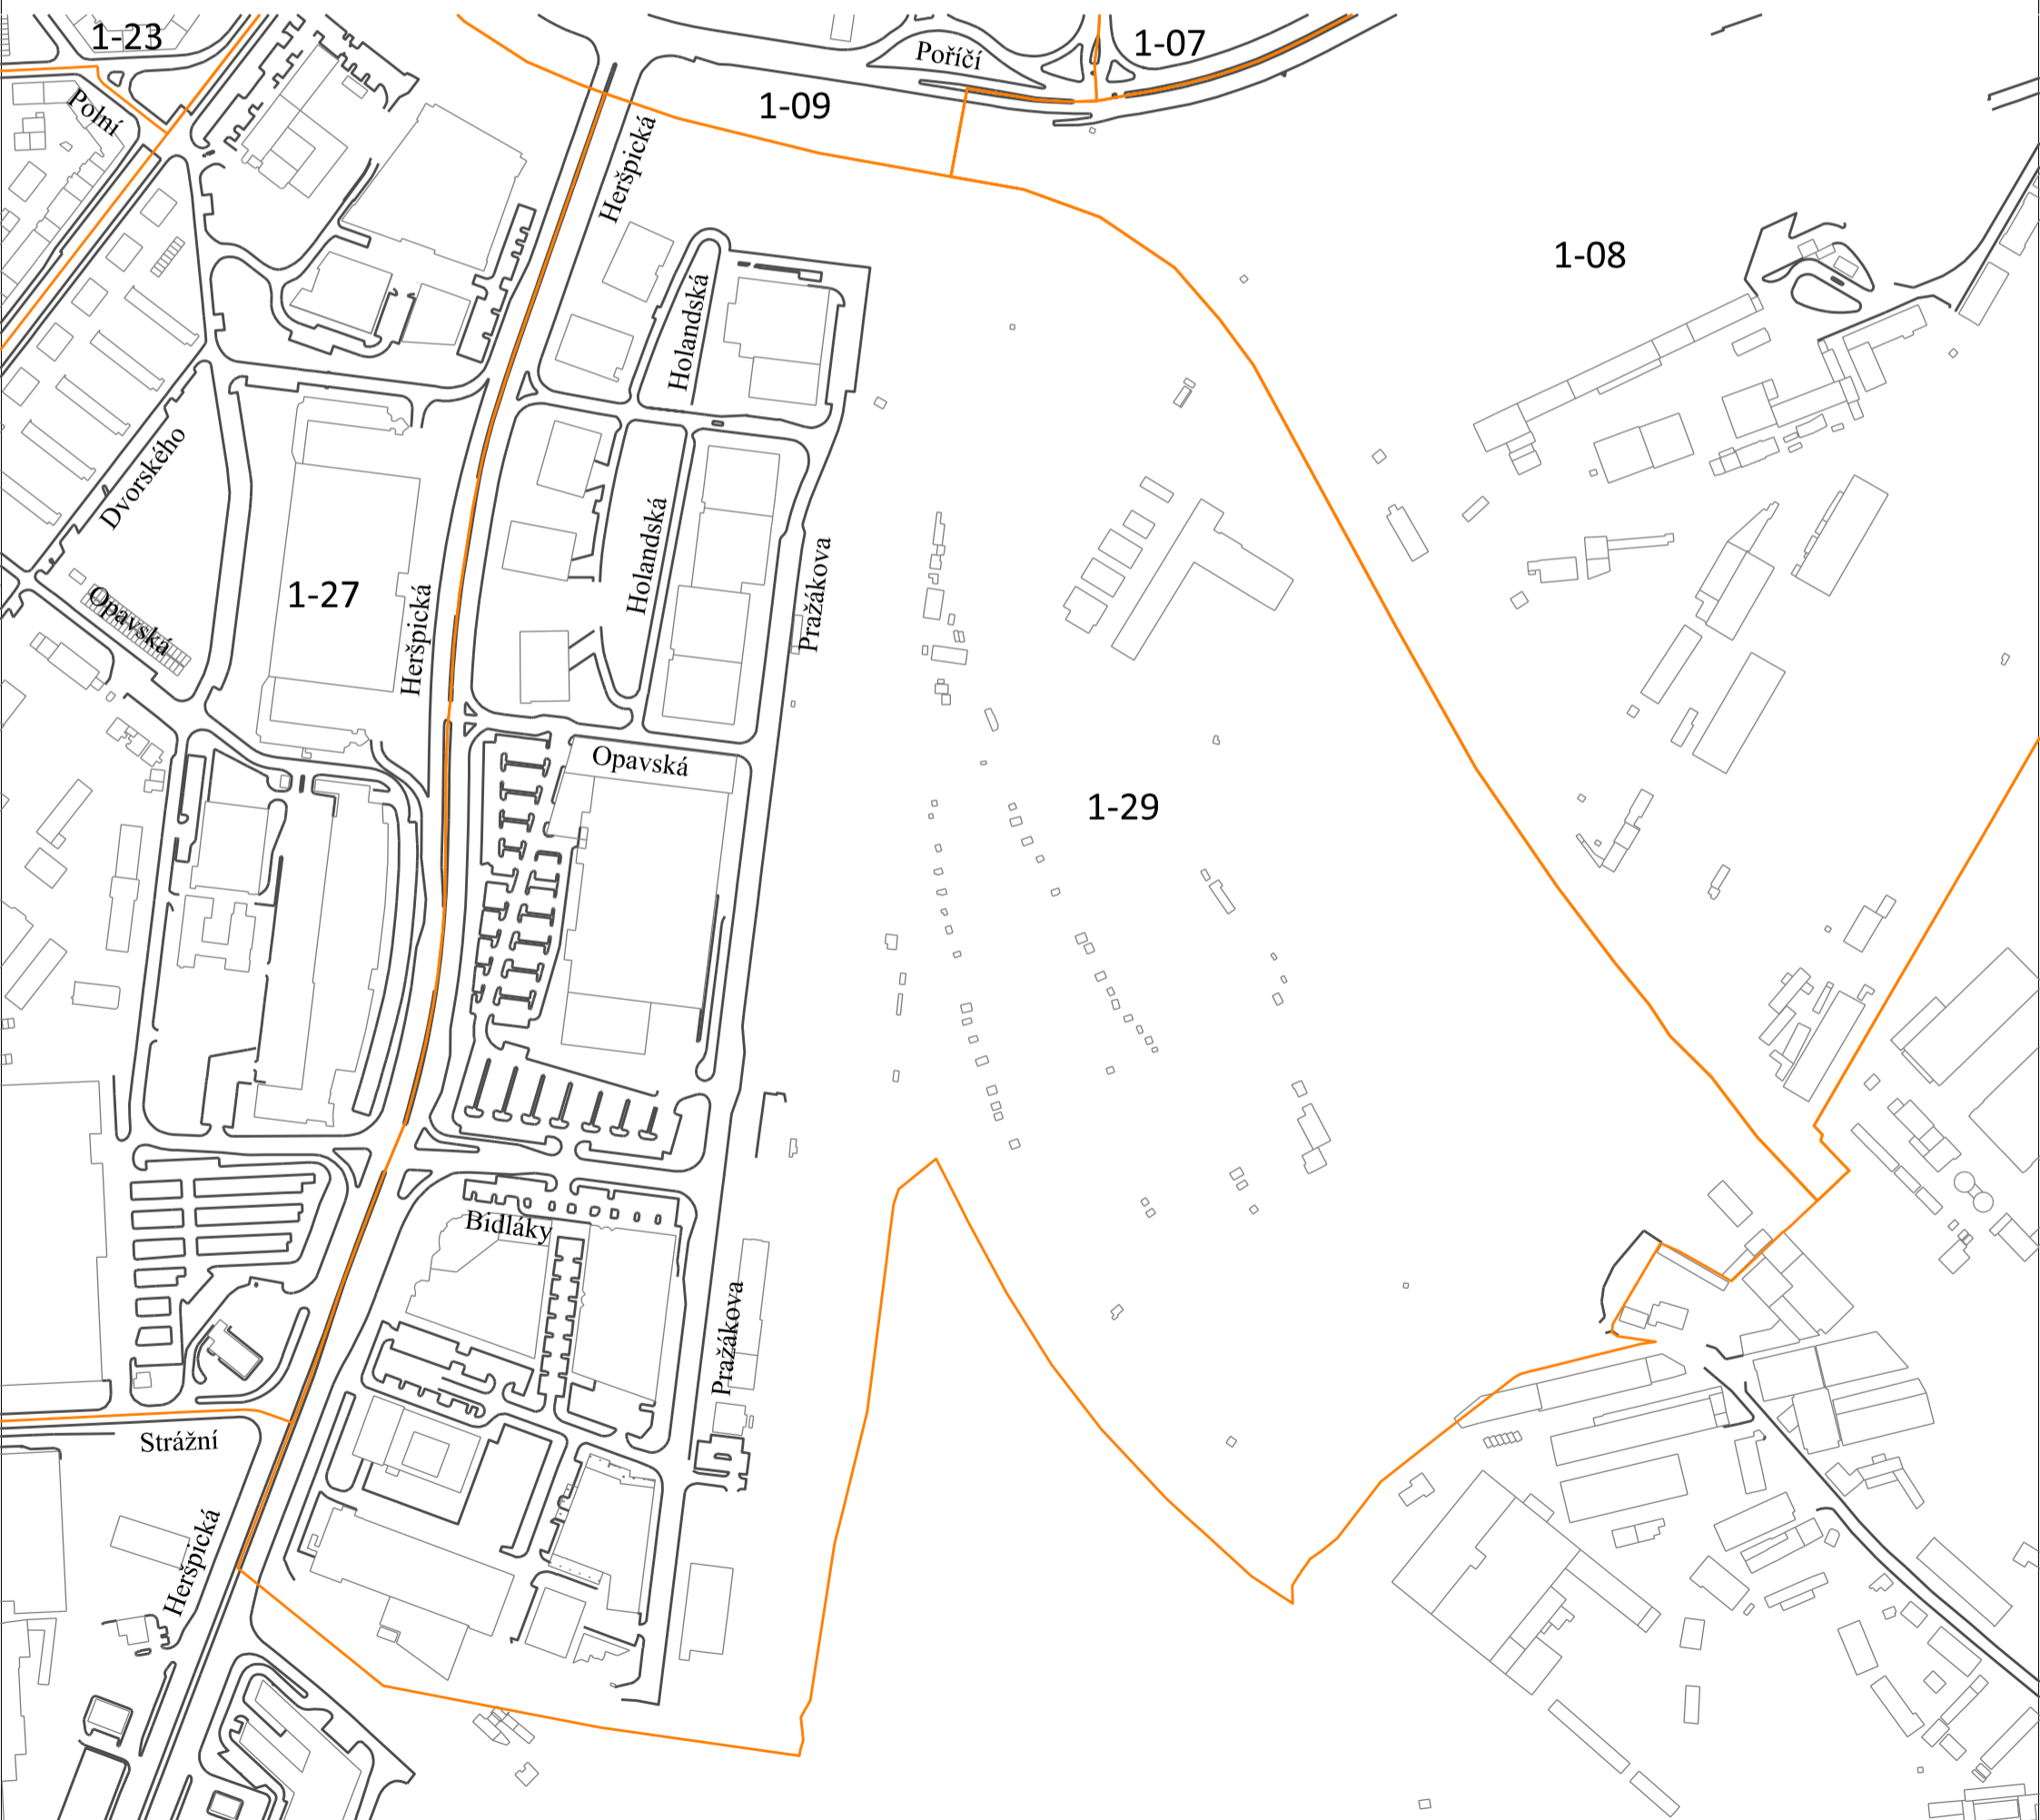 1-23
Polní
Poříčí
1-07
1-09
Heršpická
1-08
Holandská
Dvorského
Holandská
Pražákova
1-27
Opavská
Heršpická
Opavská
1-29
Bidláky
Pražákova
Strážní
Heršpická